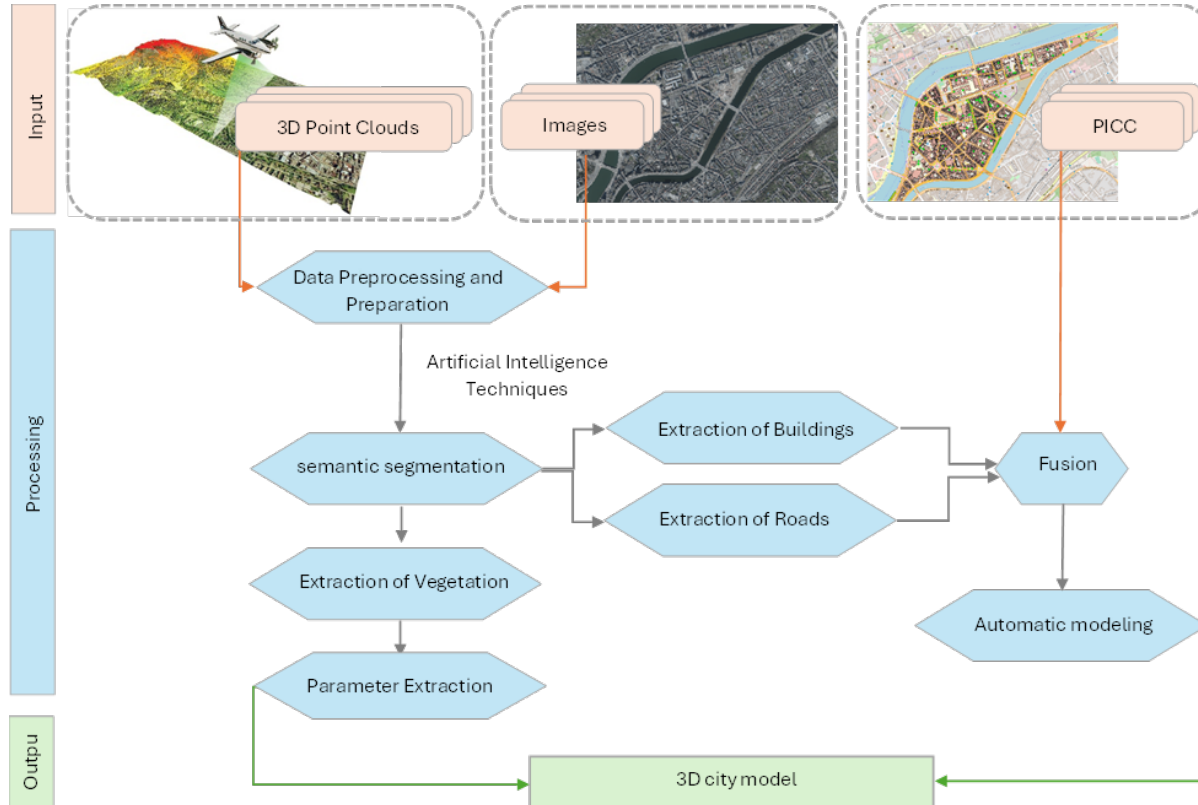 Input
3D Point Clouds
Images
PICC
Processing
Data Preprocessing and
Preparation
Artificial Intelligence
Techniques
semantic segmentation
Extraction of Buildings
Extraction of Roads
Fusion
Extraction of Vegetation
Automatic modeling
Parameter Extraction
Outpu
3D city model